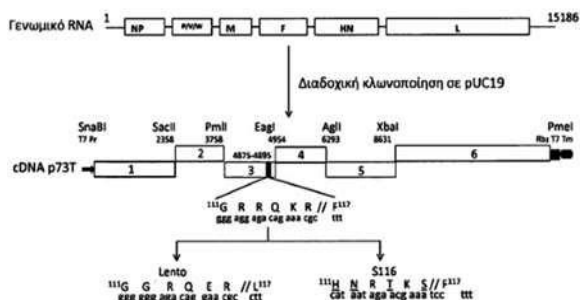 Γενωμικό RNA 1 15186
NP P/V/W M F HN L
Διαδοχική κλωνοποίηση σε pUC19
SnaBI SacII PmlI EagI AgII XbaI PmeI
T7 Pr 2358 3758 4954 6293 8631 Rbz T7 Tm
cDNA p73T 1 2 3 4875-4895 4 5 6
111G R R Q K R// F117
ggg agg aga cag aaa cgc ttt
Lento S116
111G G R Q E R //L117 111H N R T K S//F117
ggg ggg aga cag gaa cgc ctt cat aat aga acg aaa tcc ttt